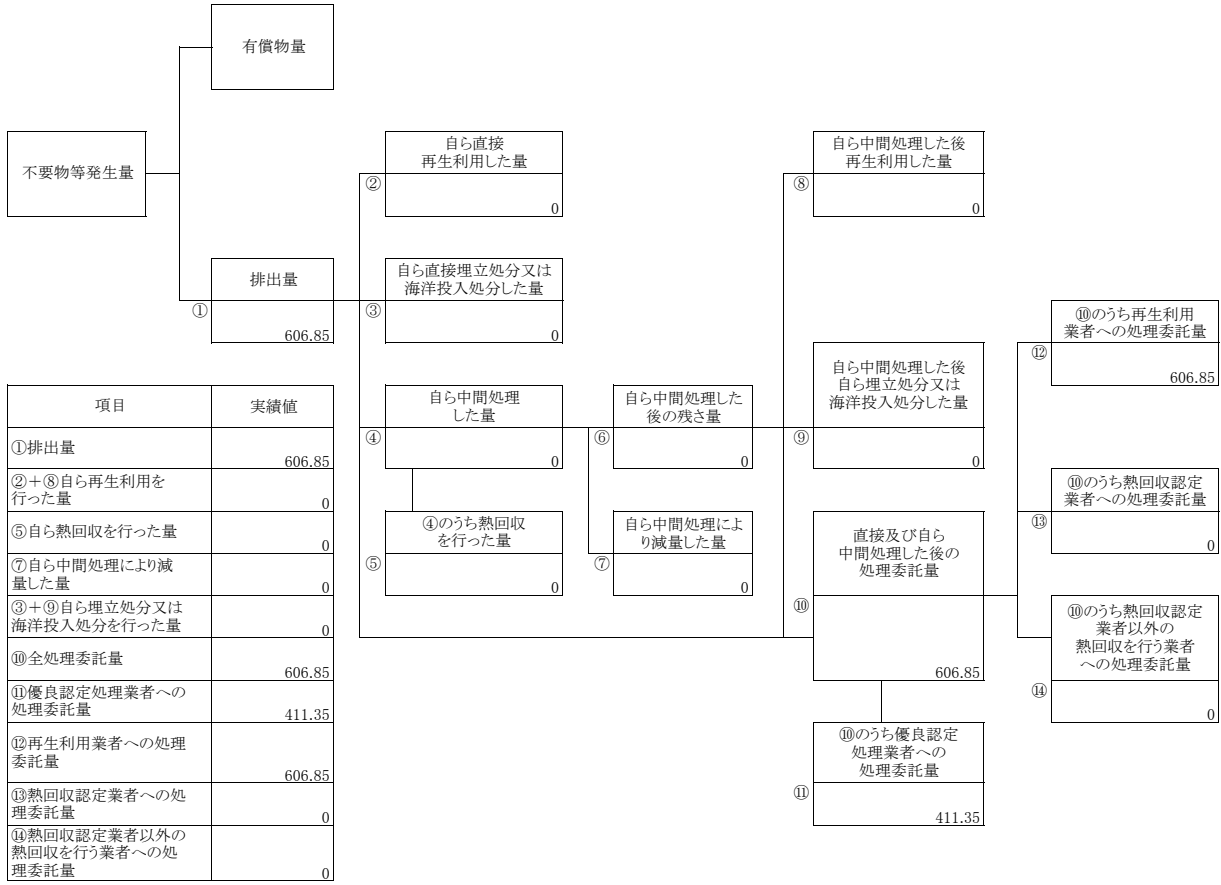 有償物量
不要物等発生量
排出量
①
606.85
自ら直接
再生利用した量
②
0
自ら直接埋立処分又は
海洋投入処分した量
③
0
自ら中間処理
した量
④
0
④のうち熱回収
を行った量
⑤
0
自ら中間処理した
後の残さ量
⑥
0
自ら中間処理によ
り減量した量
⑦
0
自ら中間処理した後
再生利用した量
⑧
0
自ら中間処理した後
自ら埋立処分又は
海洋投入処分した量
⑨
0
直接及び自ら
中間処理した後の
処理委託量
⑩
606.85
⑩のうち優良認定
処理業者への
処理委託量
⑪
411.35
⑩のうち再生利用
業者への処理委託量
⑫
606.85
⑩のうち熱回収認定
業者への処理委託量
⑬
0
⑩のうち熱回収認定
業者以外の
熱回収を行う業者
への処理委託量
⑭
0
項目 実績値
①排出量
606.85
②+⑧自ら再生利用を
行った量
0
⑤自ら熱回収を行った量
0
⑦自ら中間処理により減
量した量
0
③+⑨自ら埋立処分又は
海洋投入処分を行った量
0
⑩全処理委託量
606.85
⑪優良認定処理業者への
処理委託量
411.35
⑫再生利用業者への処理
委託量
606.85
⑬熱回収認定業者への処
理委託量
0
⑭熱回収認定業者以外の
熱回収を行う業者への処
理委託量
0